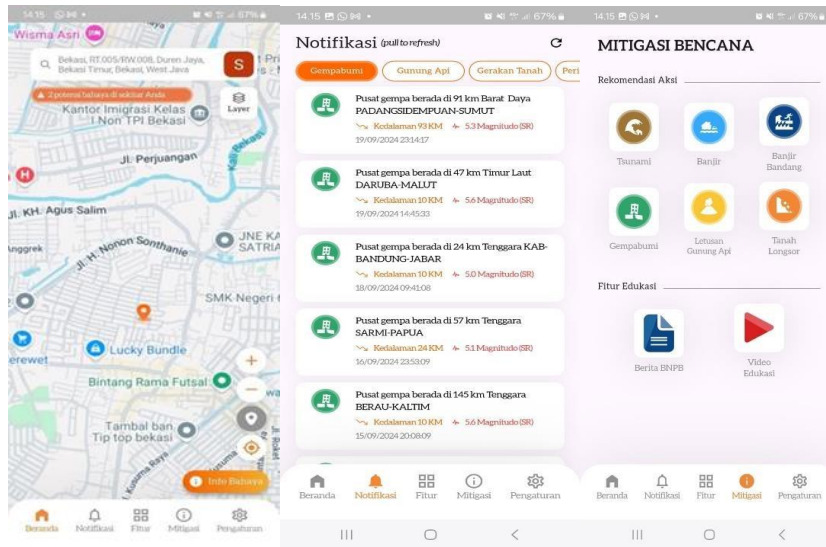 14.15
67%
Wisma Asri
Bekasi, RT.005/RW.008, Duren Jaya,
Bekasi Timur, Bekasi, West Java
S
2 potensi bahaya di sekitar Anda
Layer
Kantor Imigrasi Kelas
I Non TPI Bekasi
Jl. Perjuangan
Kali Bekasi
H
Jl. KH. Agus Salim
JNE KA
SATRIA
nggrek
Jl. H. Nonon Sonthanie
SMK Negeri
erewet
Lucky Bundle
Bintang Rama Futsal
Tambal ban
Tip top bekasi
Kusuma Raya
Info Bahaya
Beranda
Notifikasi
Fitur
Mitigasi
Pengaturan
14.15
67%
Notifikasi (pull to refresh)
Gempabumi
Gunung Api
Gerakan Tanah
Peri
Pusat gempa berada di 91 km Barat Daya
PADANGSIDEMPUAN-SUMUT
Kedalaman 93 KM 5.3 Magnitudo (SR)
19/09/2024 23:14:17
Pusat gempa berada di 47 km Timur Laut
DARUBA-MALUT
Kedalaman 10 KM 5.6 Magnitudo (SR)
19/09/2024 14:45:33
Pusat gempa berada di 24 km Tenggara KAB-
BANDUNG-JABAR
Kedalaman 10 KM 5.0 Magnitudo (SR)
18/09/2024 09:41:08
Pusat gempa berada di 57 km Tenggara
SARMI-PAPUA
Kedalaman 24 KM 5.1 Magnitudo (SR)
16/09/2024 23:53:09
Pusat gempa berada di 145 km Tenggara
BERAU-KALTIM
Kedalaman 10 KM 5.6 Magnitudo (SR)
15/09/2024 20:08:09
Beranda
Notifikasi
Fitur
Mitigasi
Pengaturan
14.15
67%
MITIGASI BENCANA
Rekomendasi Aksi
Tsunami
Banjir
Banjir
Bandang
Gempabumi
Letusan
Gunung Api
Tanah
Longsor
Fitur Edukasi
Berita BNPB
Video
Edukasi
Beranda
Notifikasi
Fitur
Mitigasi
Pengaturan